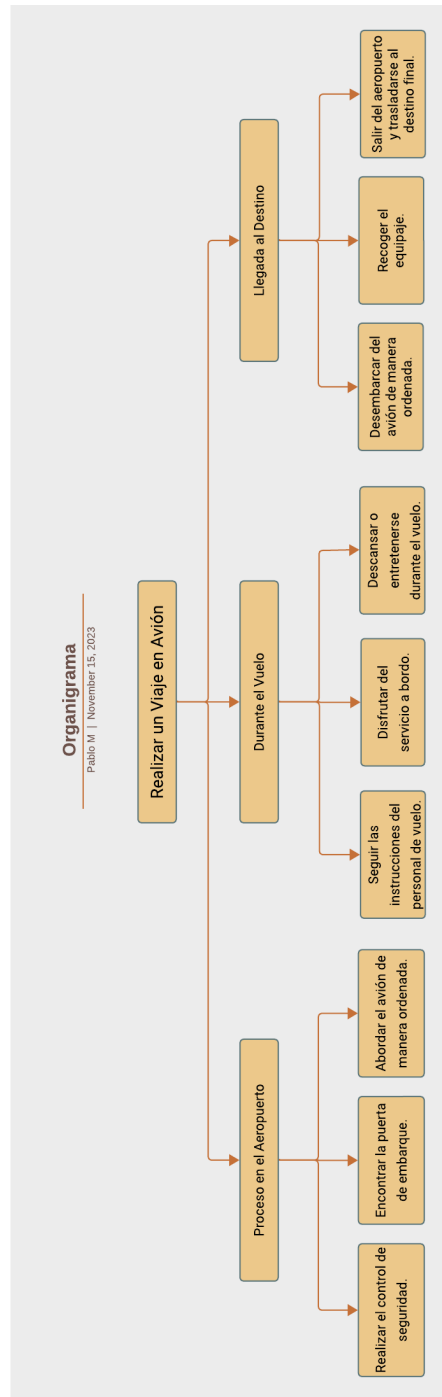 Organigrama
Pablo M | November 15, 2023
Realizar un Viaje en Avión
Proceso en el Aeropuerto
Durante el Vuelo
Llegada al Destino
Realizar el control de
seguridad.
Encontrar la puerta
de embarque.
Abordar el avión de
manera ordenada.
Seguir las
instrucciones del
personal de vuelo.
Disfrutar del
servicio a bordo.
Descansar o
entretenerse
durante el vuelo.
Desembarcar del
avión de manera
ordenada.
Recoger el
equipaje.
Salir del aeropuerto
y trasladarse al
destino final.